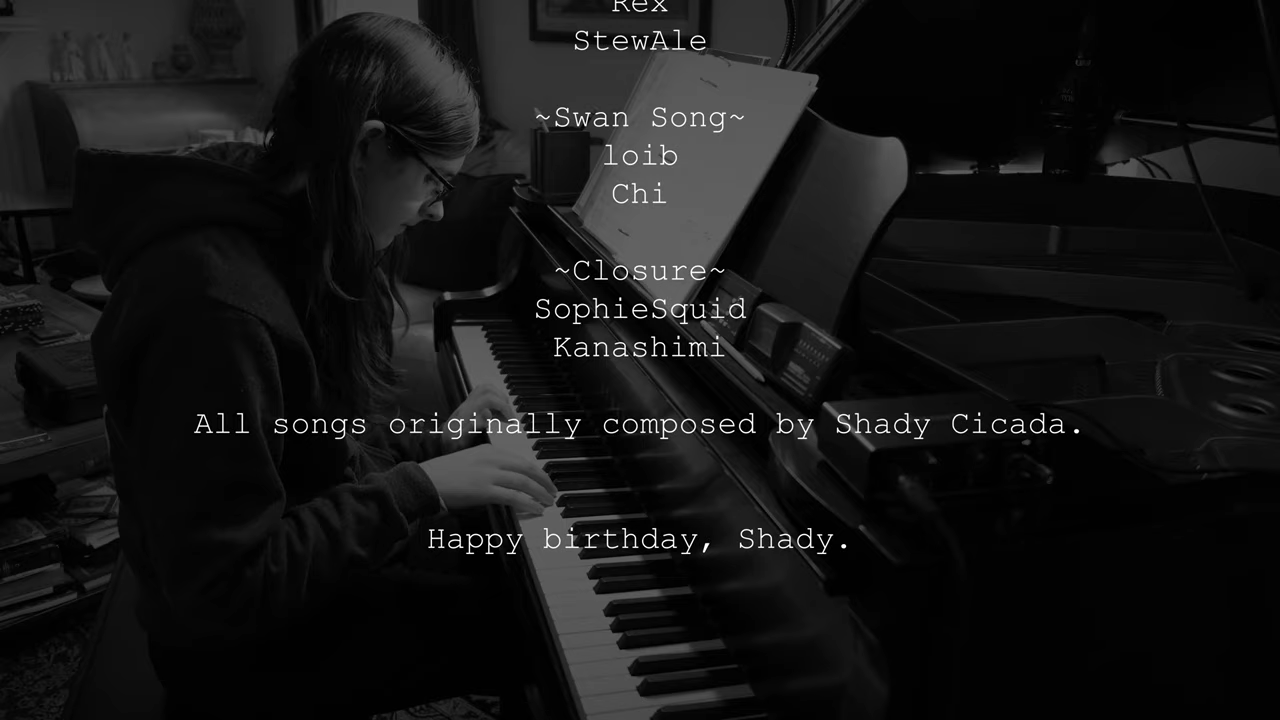 Rex
StewAle
~Swan Song~
loib
Chi
~Closure~
SophieSquid
Kanashimi
All songs originally composed by Shady Cicada.
Happy birthday, Shady.